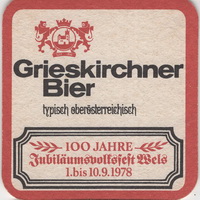 Grieskirchner
Bier
typisch oberösterreichisch
100 JAHRE
Jubiläumsvolksfest Wels
1. bis 10.9.1978